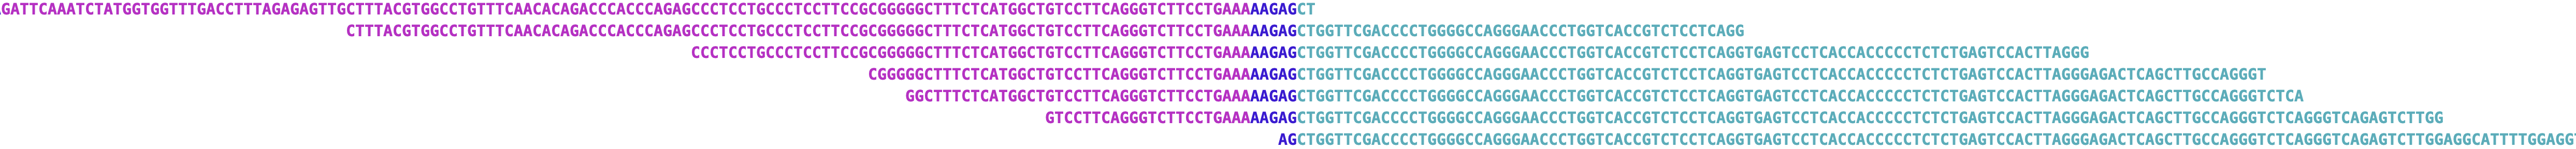 GATTCAAATCTATGGTGGTTTGACCTTTAGAGAGTTGCTTTACGTGGCCTGTTTCAACACAGACCCACCCAGAGCCCTCCTGCCCTCCTTCCGCGGGGGCTTTCTCATGGCTGTCCTTCAGGGTCTTCCTGAAAAAGAGCT
CTTTACGTGGCCTGTTTCAACACAGACCCACCCAGAGCCCTCCTGCCCTCCTTCCGCGGGGGCTTTCTCATGGCTGTCCTTCAGGGTCTTCCTGAAAAAGAGCTGGTTCGACCCCTGGGGCCAGGGAACCCTGGTCACCGTCTCCTCAGG
CCCTCCTGCCCTCCTTCCGCGGGGGCTTTCTCATGGCTGTCCTTCAGGGTCTTCCTGAAAAAGAGCTGGTTCGACCCCTGGGGCCAGGGAACCCTGGTCACCGTCTCCTCAGGTGAGTCCTCACCACCCCCTCTCTGAGTCCACTTAGGG
CGGGGGCTTTCTCATGGCTGTCCTTCAGGGTCTTCCTGAAAAAGAGCTGGTTCGACCCCTGGGGCCAGGGAACCCTGGTCACCGTCTCCTCAGGTGAGTCCTCACCACCCCCTCTCTGAGTCCACTTAGGGAGACTCAGCTTGCCAGGGT
GGCTTTCTCATGGCTGTCCTTCAGGGTCTTCCTGAAAAAGAGCTGGTTCGACCCCTGGGGCCAGGGAACCCTGGTCACCGTCTCCTCAGGTGAGTCCTCACCACCCCCTCTCTGAGTCCACTTAGGGAGACTCAGCTTGCCAGGGTCTCA
GTCCTTCAGGGTCTTCCTGAAAAAGAGCTGGTTCGACCCCTGGGGCCAGGGAACCCTGGTCACCGTCTCCTCAGGTGAGTCCTCACCACCCCCTCTCTGAGTCCACTTAGGGAGACTCAGCTTGCCAGGGTCTCAGGGTCAGAGTCTTGG
AGCTGGTTCGACCCCTGGGGCCAGGGAACCCTGGTCACCGTCTCCTCAGGTGAGTCCTCACCACCCCCTCTCTGAGTCCACTTAGGGAGACTCAGCTTGCCAGGGTCTCAGGGTCAGAGTCTTGGAGGCATTTTGGAGG